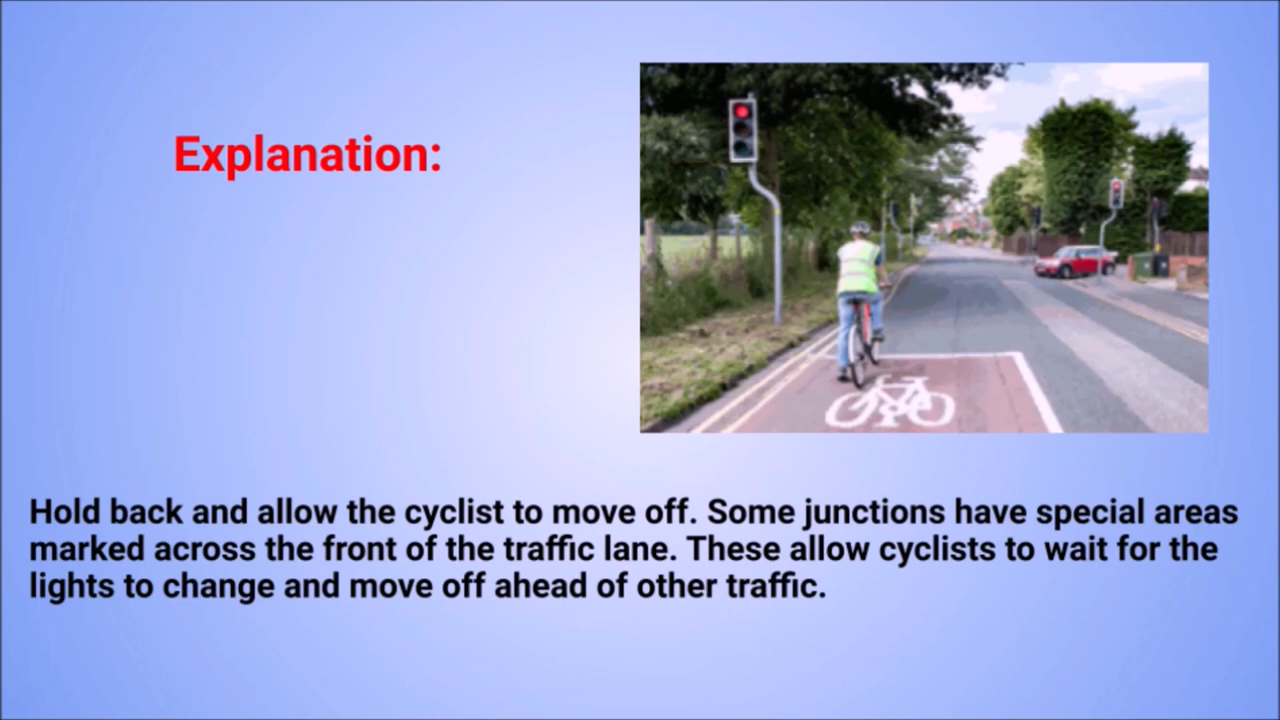 Explanation:
Hold back and allow the cyclist to move off. Some junctions have special areas
marked across the front of the traffic lane. These allow cyclists to wait for the
lights to change and move off ahead of other traffic.